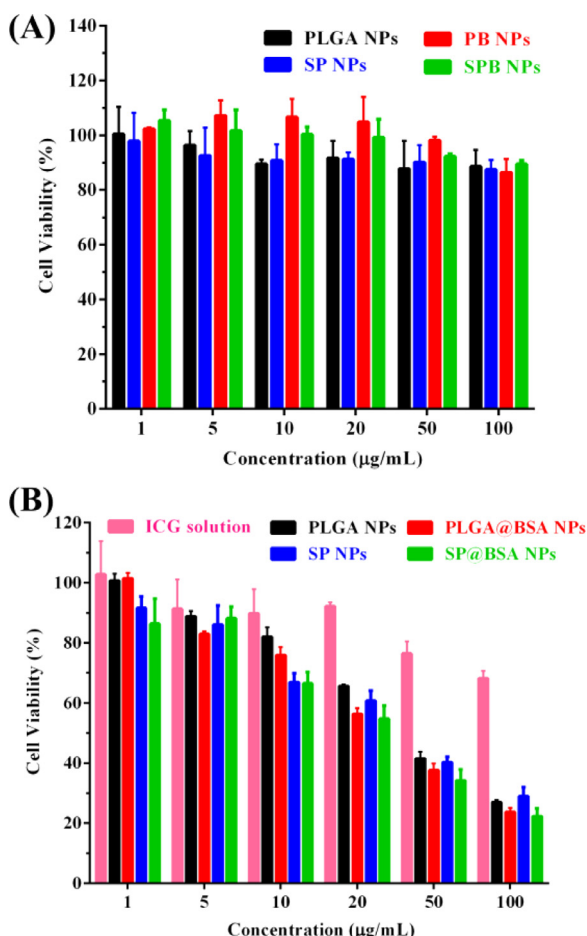 (A)
PLGA NPs PB NPs
SP NPs SPB NPs
140
120
100
80
60
40
20
0
Cell Viability (%)
1 5 10 20 50 100
Concentration (μg/mL)
(B)
ICG solution PLGA NPs PLGA@BSA NPs
SP NPs SP@BSA NPs
120
100
80
60
40
20
0
Cell Viability (%)
1 5 10 20 50 100
Concentration (μg/mL)